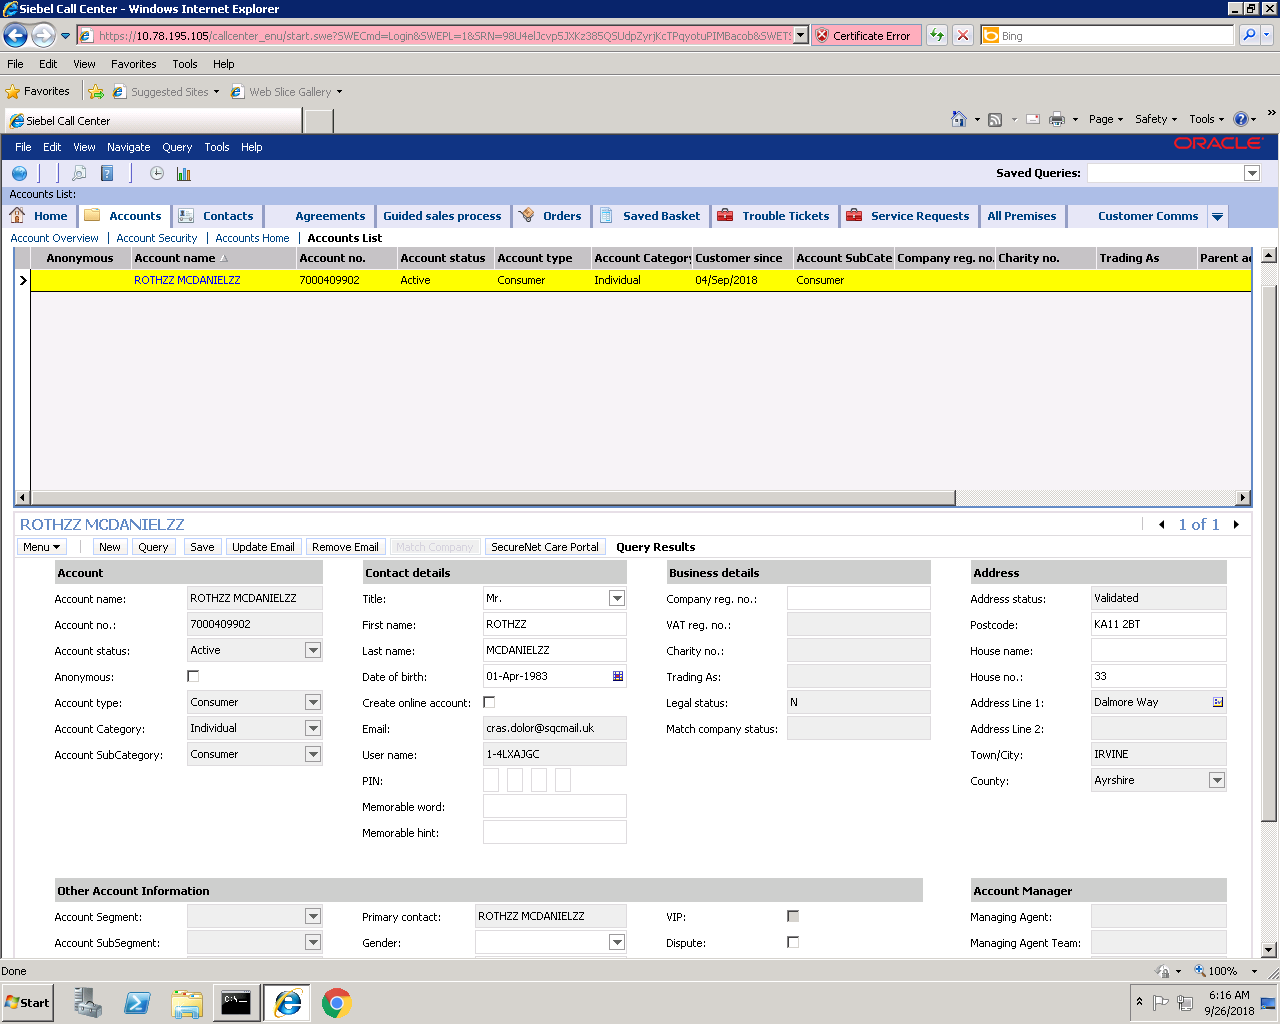 Siebel Call Center - Windows Internet Explorer
https://10.78.195.105/callcenter_enu/start.swe?SWECmd=Login&SWEPL=1&SRN= Certificate Error Bing
File Edit View Favorites Tools Help
Favorites Suggested Sites Web Slice Gallery
Siebel Call Center Page Safety Tools »
File Edit View Navigate Query Tools Help ORACLE
Saved Queries:
Accounts List:
Home Accounts Contacts Agreements Guided sales process Orders Saved Basket Trouble Tickets Service Requests All Premises Customer Comms
Account Overview Account Security Accounts Home Accounts List
Anonymous Account name Account no. Account status Account type Account Category Customer since Account SubCate Company reg. no. Charity no. Trading As Parent ac
ROTHZZ MCDANIELZZ 7000409902 Active Consumer Individual 04/Sep/2018 Consumer
ROTHZZ MCDANIELZZ 1 of 1
Menu New Query Save Update Email Remove Email Match Company SecureNet Care Portal Query Results
Account Contact details Business details Address
Account name: ROTHZZ MCDANIELZZ Title: Mr. Company reg. no.: Address status: Validated
Account no.: 7000409902 First name: ROTHZZ VAT reg. no.: Postcode: KA11 2BT
Account status: Active Last name: MCDANIELZZ Charity no.: House name:
Anonymous: Date of birth: 01-Apr-1983 Trading As: House no.: 33
Account type: Consumer Create online account: Legal status: N Address Line 1: Dalmore Way
Account Category: Individual Email: cras.dolor@sqcmail.uk Match company status: Address Line 2:
Account SubCategory: Consumer User name: 1-4LXAJGC Town/City: IRVINE
PIN: County: Ayrshire
Memorable word:
Memorable hint:
Other Account Information Account Manager
Account Segment: Primary contact: ROTHZZ MCDANIELZZ VIP: Managing Agent:
Account SubSegment: Gender: Dispute: Managing Agent Team:
Done 100%
Start 6:16 AM
9/26/2018